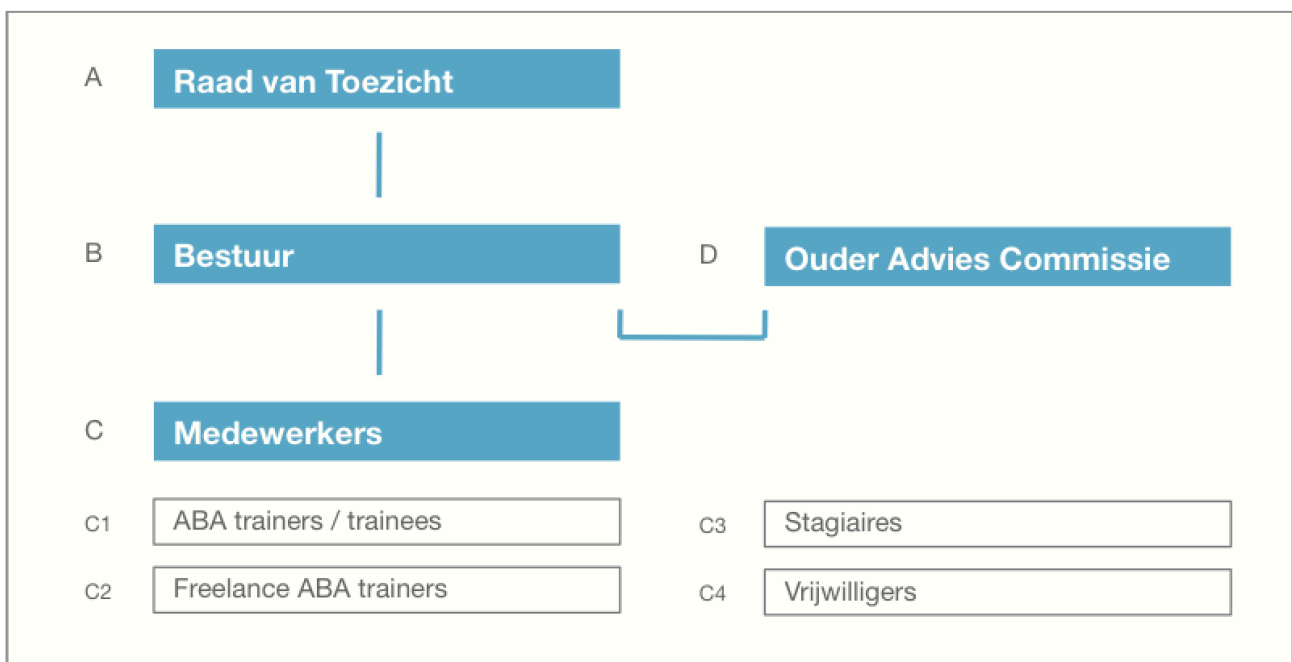 A Raad van Toezicht
B Bestuur
D Ouder Advies Commissie
C Medewerkers
C1 ABA trainers / trainees
C3 Stagiaires
C2 Freelance ABA trainers
C4 Vrijwilligers